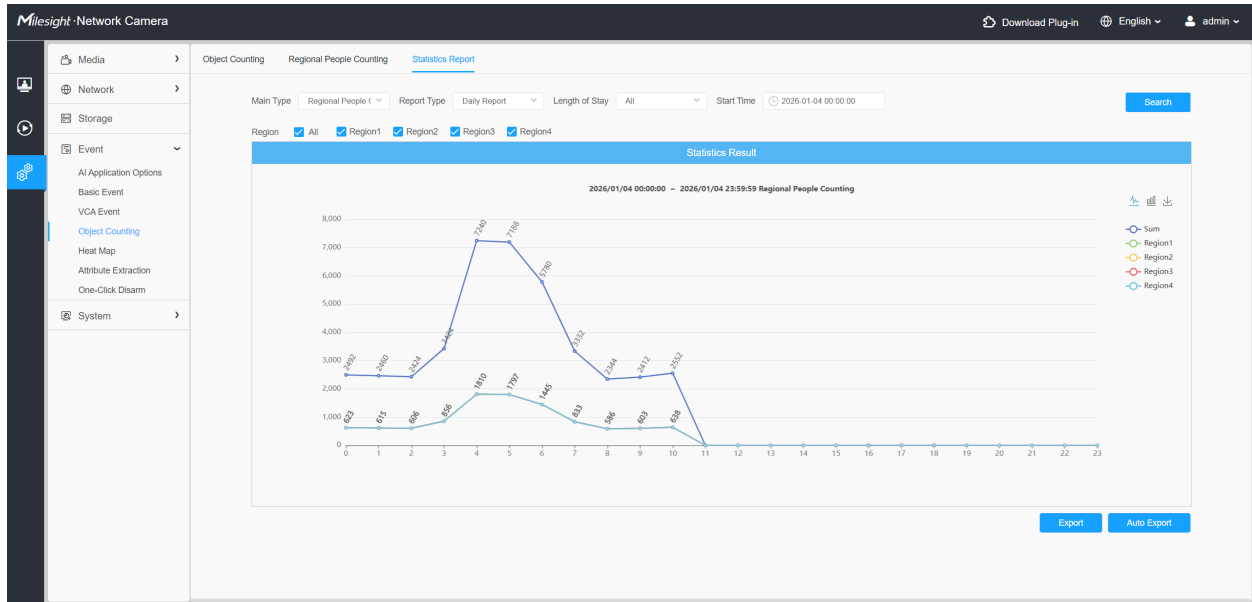 Milesight·Network Camera
Download Plug-in
English
admin
Media
Network
Storage
Event
AI Application Options
Basic Event
VCA Event
Object Counting
Heat Map
Attribute Extraction
One-Click Disarm
System
Object Counting Regional People Counting Statistics Report
Main Type Regional People ( Report Type Daily Report Length of Stay All Start Time 2026-01-04 00:00:00 Search
Region All Region1 Region2 Region3 Region4
Statistics Result
2026/01/04 00:00:00 ~ 2026/01/04 23:59:59 Regional People Counting
Sum
Region1
Region2
Region3
Region4
8,000
7,000
6,000
5,000
4,000
3,000
2,000
1,000
0
2492 2460 2424 3424 7240 7188 5780 3332 2344 2412 2552
623 615 606 856 1810 1797 1445 833 586 603 638
0 1 2 3 4 5 6 7 8 9 10 11 12 13 14 15 16 17 18 19 20 21 22 23
Export Auto Export